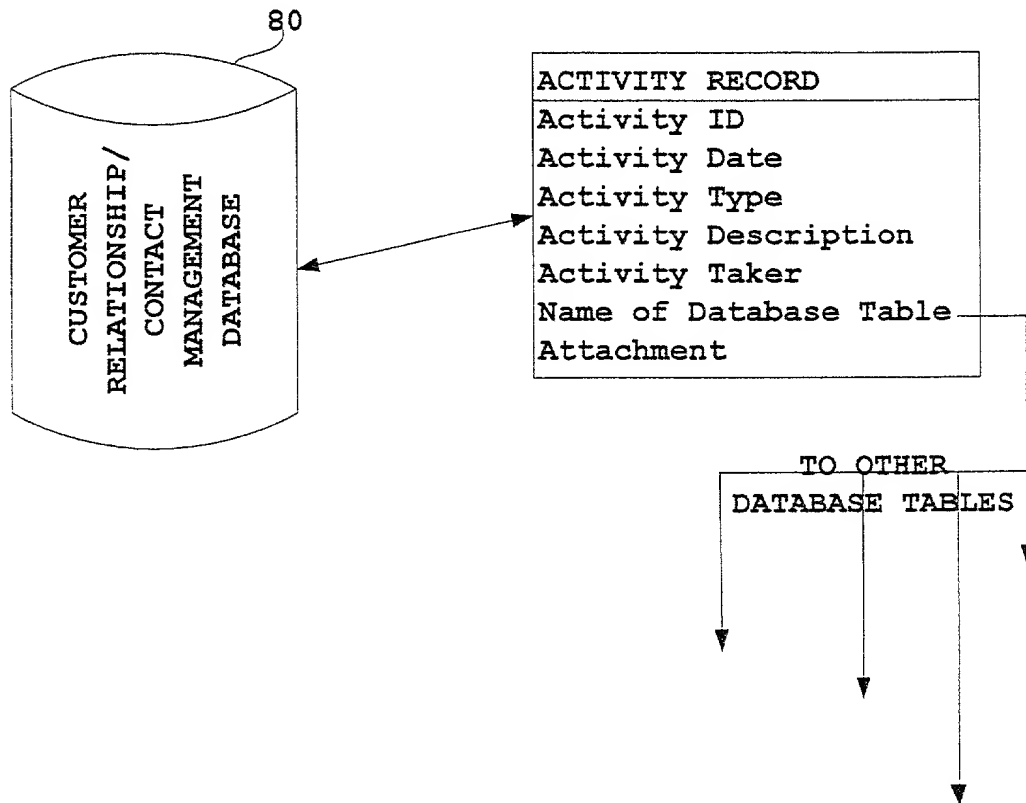 80
CUSTOMER
RELATIONSHIP/
CONTACT
MANAGEMENT
DATABASE
ACTIVITY RECORD
Activity ID
Activity Date
Activity Type
Activity Description
Activity Taker
Name of Database Table
Attachment
TO OTHER
DATABASE TABLES